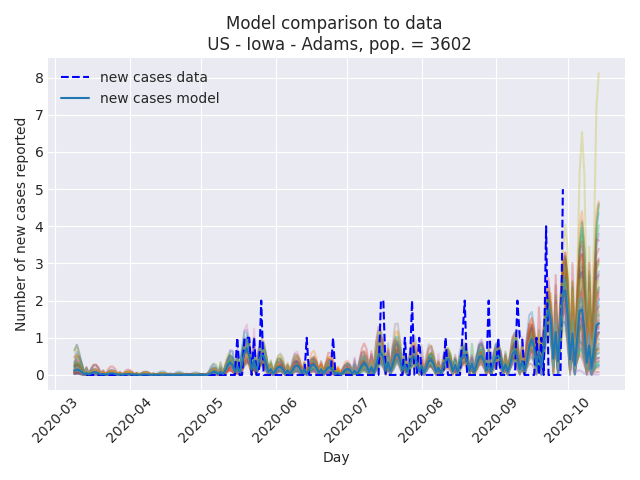 Model comparison to data
US - Iowa - Adams, pop. = 3602
new cases data
new cases model
Number of new cases reported
8
7
6
5
4
3
2
1
0
2020-03
2020-04
2020-05
2020-06
2020-07
2020-08
2020-09
2020-10
Day